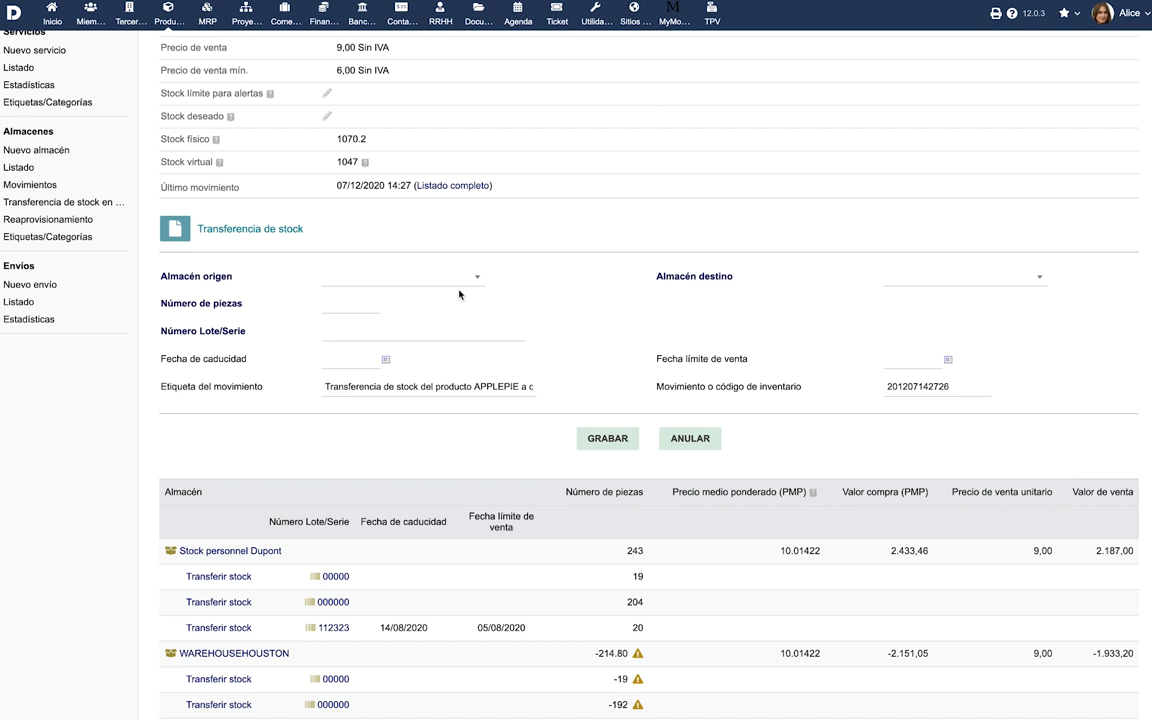 D Inicio Miem... Tercer... Produ... MRP Proye... Come... Finan... Banc... Conta... RRHH Docu... Agenda Ticket Utilida... Sitios ... M MyMo... TPV 12.0.3 Alice
Servicios
Nuevo servicio
Listado
Estadísticas
Etiquetas/Categorías
Almacenes
Nuevo almacén
Listado
Movimientos
Transferencia de stock en ...
Reaprovisionamiento
Etiquetas/Categorías
Envíos
Nuevo envío
Listado
Estadísticas
Precio de venta 9,00 Sin IVA
Precio de venta mín. 6,00 Sin IVA
Stock límite para alertas
Stock deseado
Stock físico 1070.2
Stock virtual 1047
Último movimiento 07/12/2020 14:27 (Listado completo)
Transferencia de stock
Almacén origen Almacén destino
Número de piezas
Número Lote/Serie
Fecha de caducidad Fecha límite de venta
Etiqueta del movimiento Transferencia de stock del producto APPLEPIE a c Movimiento o código de inventario 201207142726
GRABAR ANULAR
Almacén Número de piezas Precio medio ponderado (PMP) Valor compra (PMP) Precio de venta unitario Valor de venta
Número Lote/Serie Fecha de caducidad Fecha límite de
venta
Stock personnel Dupont 243 10.01422 2.433,46 9,00 2.187,00
Transferir stock 00000 19
Transferir stock 000000 204
Transferir stock 112323 14/08/2020 05/08/2020 20
WAREHOUSEHOUSTON -214.80 10.01422 -2.151,05 9,00 -1.933,20
Transferir stock 00000 -19
Transferir stock 000000 -192